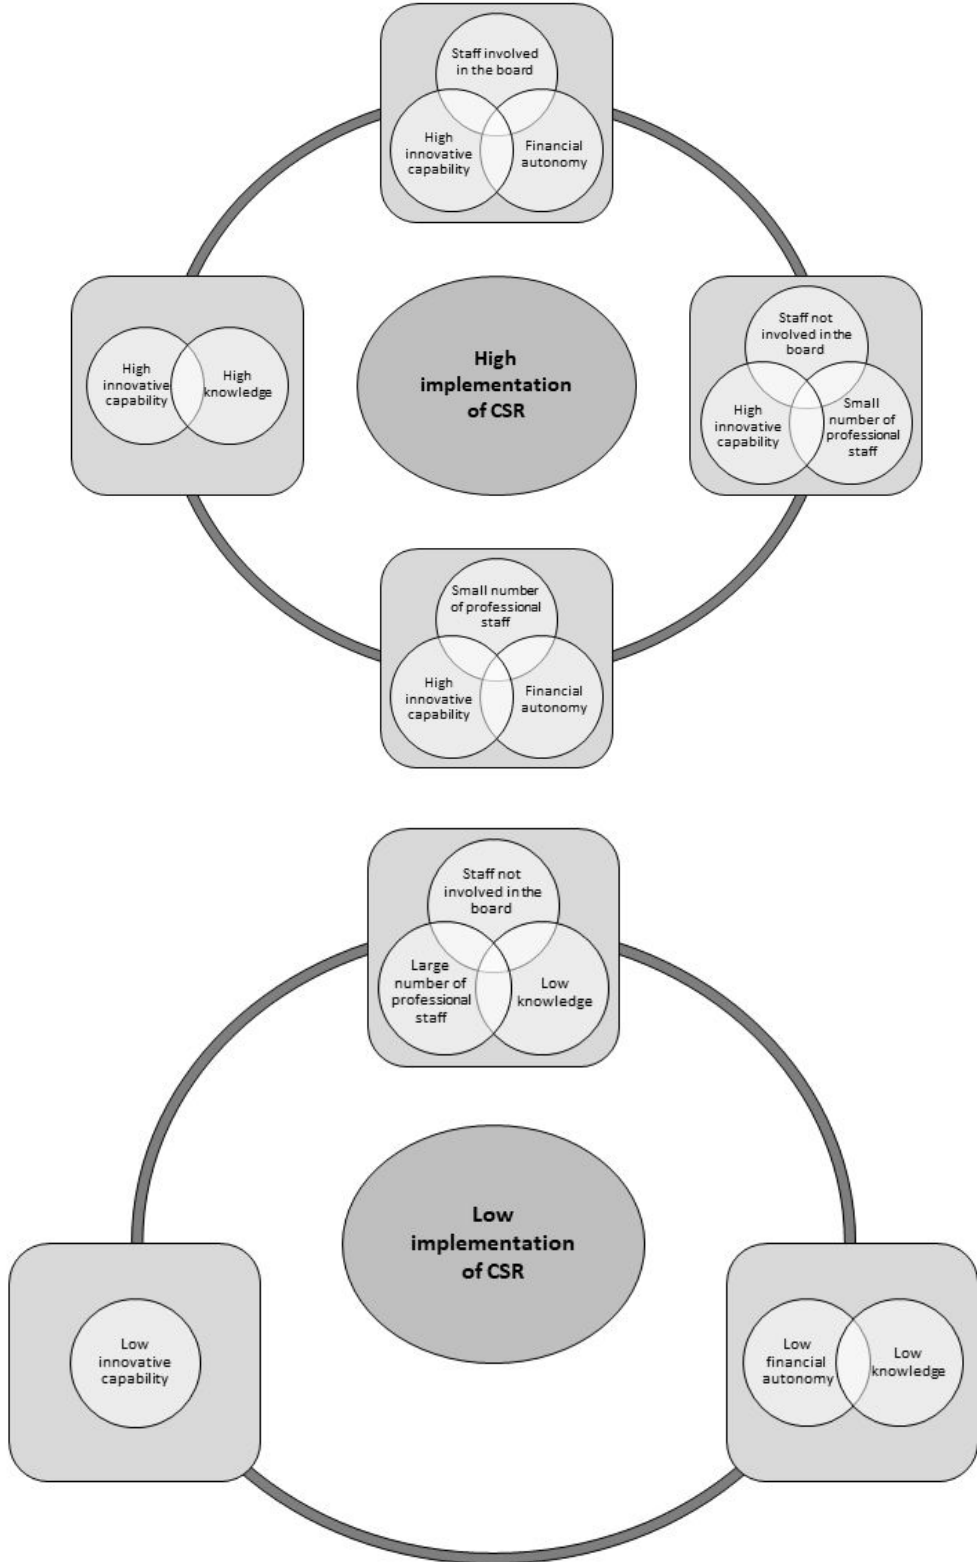 Staff involved
in the board
High
innovative
capability
Financial
autonomy
High
innovative
capability
High
knowledge
High
implementation
of CSR
Staff not
involved in the
board
High
innovative
capability
Small
number of
professional
staff
Small number
of professional
staff
High
innovative
capability
Financial
autonomy
Staff not
involved in the
board
Large
number of
professional
staff
Low
knowledge
Low
implementation
of CSR
Low
innovative
capability
Low
financial
autonomy
Low
knowledge